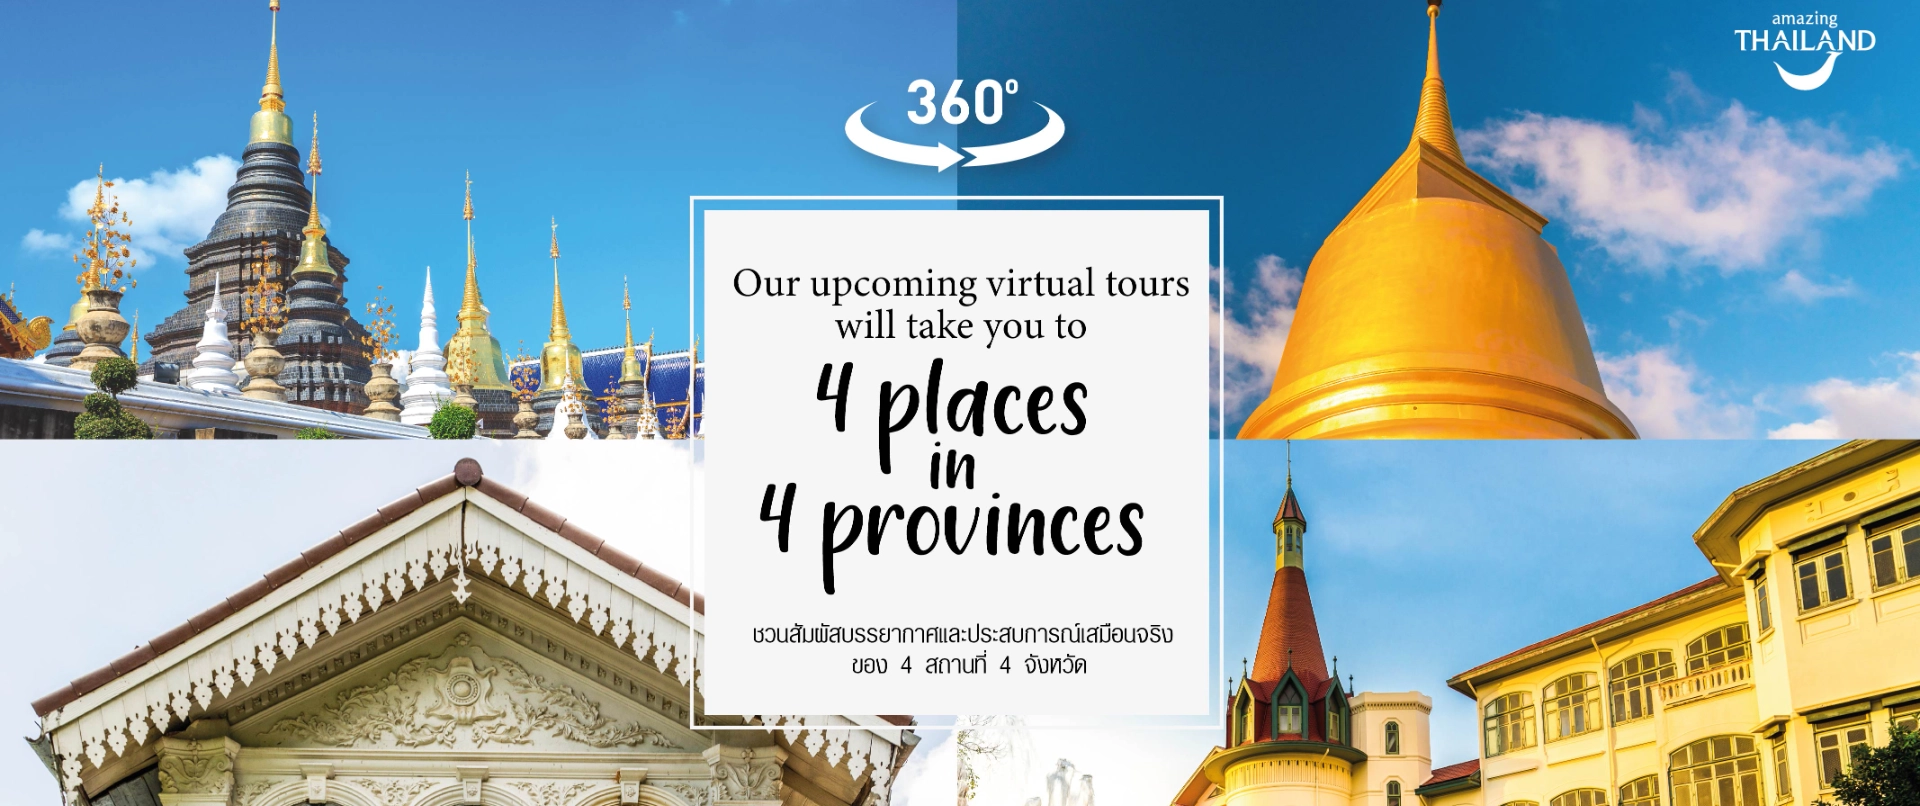 amazing
THAILAND
360°
Our upcoming virtual tours
will take you to
4 places
in
4 provinces
ชวนสัมผัสบรรยากาศและประสบการณ์เสมือนจริง
ของ 4 สถานที่ 4 จังหวัด